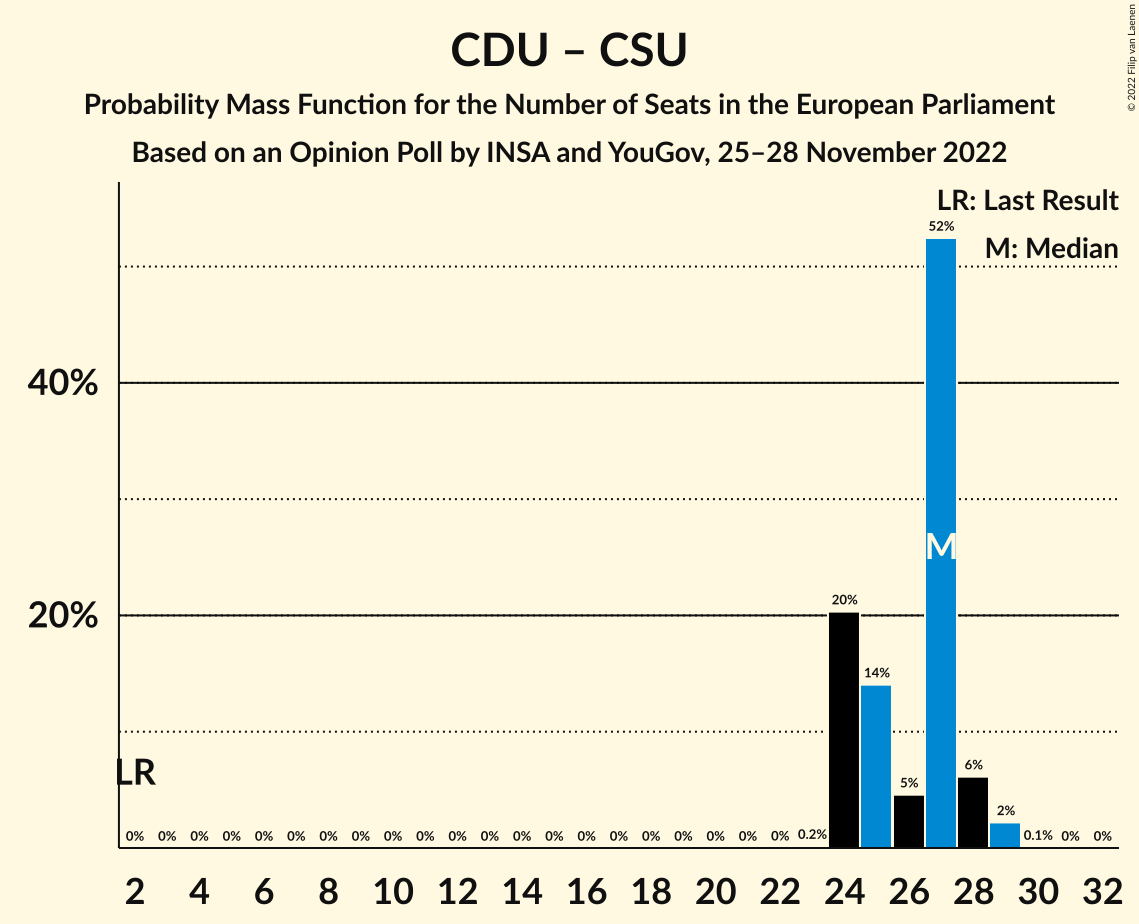 CDU – CSU
Probability Mass Function for the Number of Seats in the European Parliament
Based on an Opinion Poll by INSA and YouGov, 25–28 November 2022
© 2022 Filip van Laenen
LR: Last Result
M: Median
52%
40%
M
20%
20%
14%
LR
6%
5%
2%
0% 0% 0% 0% 0% 0% 0% 0% 0% 0% 0% 0% 0% 0% 0% 0% 0% 0% 0% 0% 0% 0.2% 0.1% 0% 0%
2 4 6 8 10 12 14 16 18 20 22 24 26 28 30 32